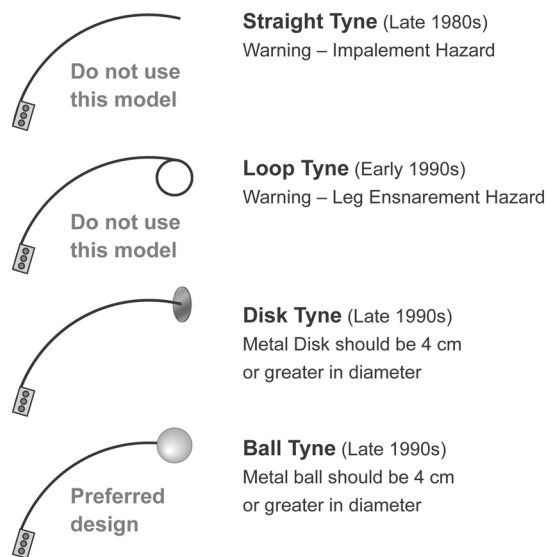 Straight Tyne (Late 1980s)
Warning – Impalement Hazard
Do not use
this model
Loop Tyne (Early 1990s)
Warning – Leg Ensnarement Hazard
Do not use
this model
Disk Tyne (Late 1990s)
Metal Disk should be 4 cm
or greater in diameter
Ball Tyne (Late 1990s)
Metal ball should be 4 cm
or greater in diameter
Preferred
design